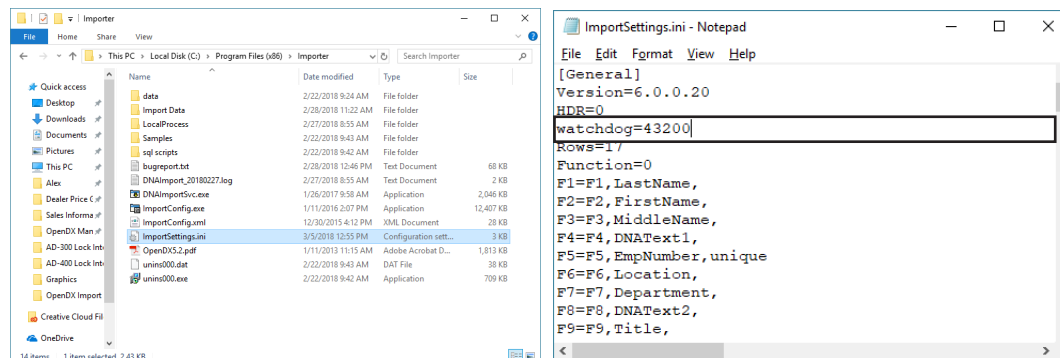 Importer
File Home Share View
This PC > Local Disk (C:) > Program Files (x86) > Importer
Search Importer
Quick access
Desktop
Downloads
Documents
Pictures
This PC
Alex
Dealer Price (
Sales Informa
OpenDX Man
AD-300 Lock Int
AD-400 Lock Int
Graphics
OpenDX Import
Creative Cloud Fil
OneDrive
Name Date modified Type Size
data 2/22/2018 9:24 AM File folder
Import Data 2/28/2018 11:22 AM File folder
LocalProcess 2/27/2018 8:55 AM File folder
Samples 2/22/2018 9:43 AM File folder
sql scripts 2/22/2018 9:42 AM File folder
bugreport.txt 2/28/2018 12:46 PM Text Document 68 KB
DNAImport_20180227.log 2/27/2018 8:55 AM Text Document 2 KB
DNAImportSvc.exe 1/26/2017 9:58 AM Application 2,046 KB
ImportConfig.exe 1/11/2016 2:07 PM Application 12,407 KB
ImportConfig.xml 12/30/2015 4:12 PM XML Document 28 KB
ImportSettings.ini 3/5/2018 12:55 PM Configuration sett... 3 KB
OpenDX5.2.pdf 1/11/2013 11:15 AM Adobe Acrobat D... 1,813 KB
unins000.dat 2/22/2018 9:43 AM DAT File 38 KB
unins000.exe 2/22/2018 9:42 AM Application 709 KB
14 items 1 item selected 2.43 KB
ImportSettings.ini - Notepad
File Edit Format View Help
[General]
Version=6.0.0.20
HDR=0
watchdog=43200
Rows=17
Function=0
F1=F1,LastName,
F2=F2,FirstName,
F3=F3,MiddleName,
F4=F4,DNAText1,
F5=F5,EmpNumber,unique
F6=F6,Location,
F7=F7,Department,
F8=F8,DNAText2,
F9=F9,Title,